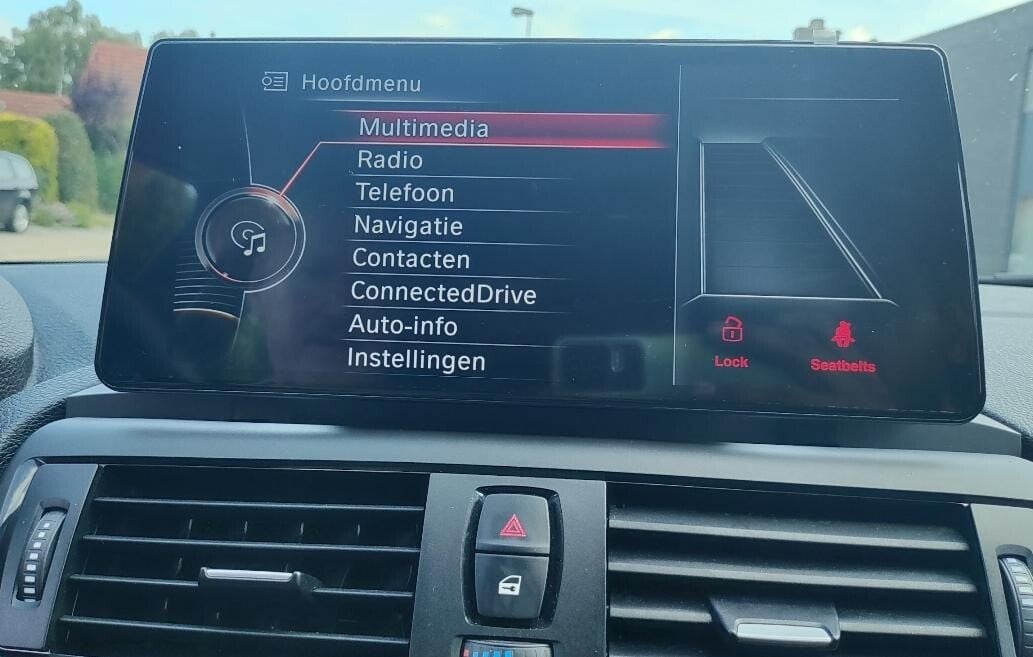 Hoofdmenu
Multimedia
Radio
Telefoon
Navigatie
Contacten
ConnectedDrive
Auto-info
Instellingen
Lock
Seatbelts